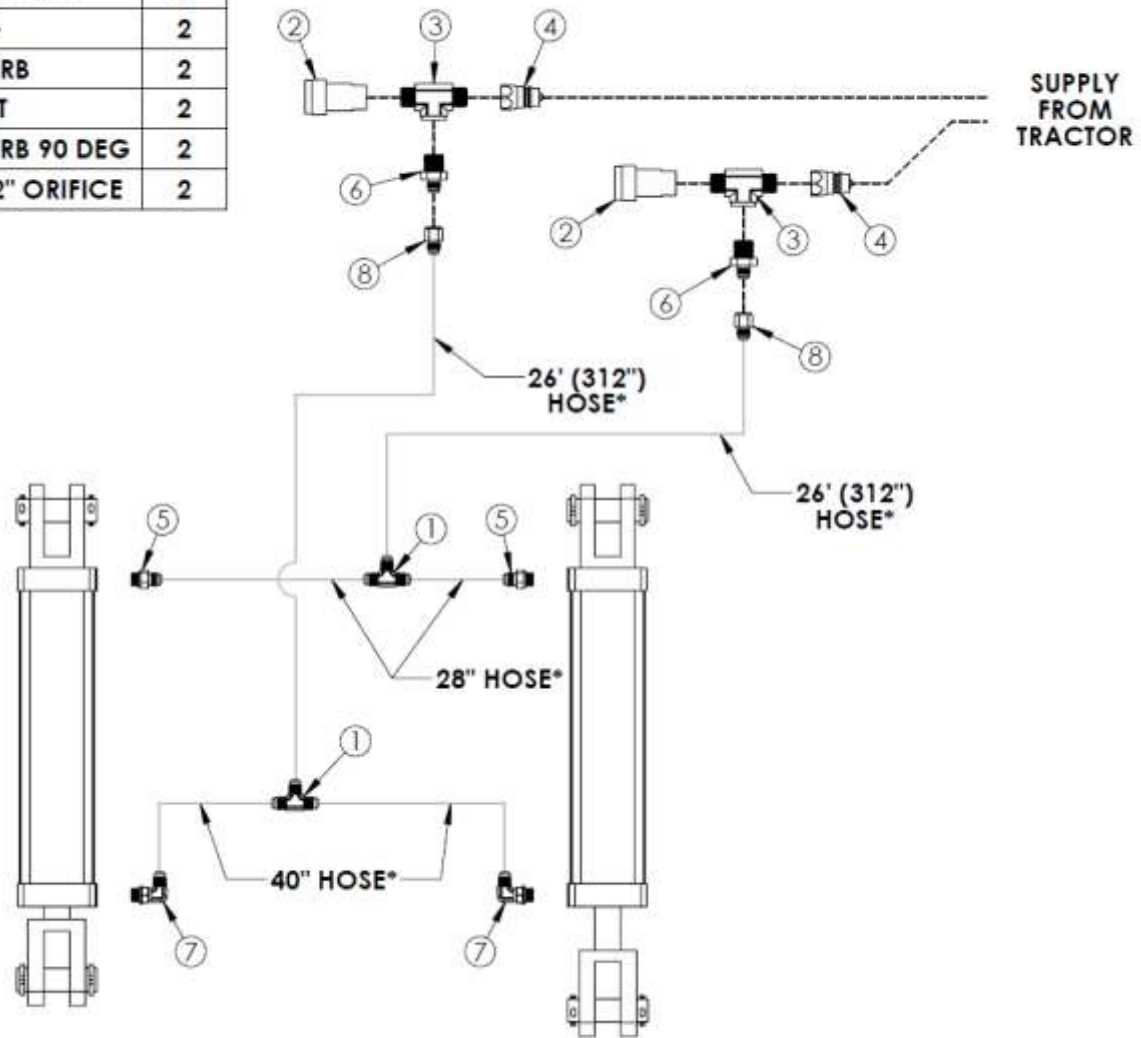 2
RB 2
T 2
RB 90 DEG 2
2" ORIFICE 2
2 3 4
SUPPLY
FROM
TRACTOR
6
2 3 4
8
6
8
26' (312")
HOSE*
26' (312")
HOSE*
5 1 5
28" HOSE*
1
40" HOSE*
7 7